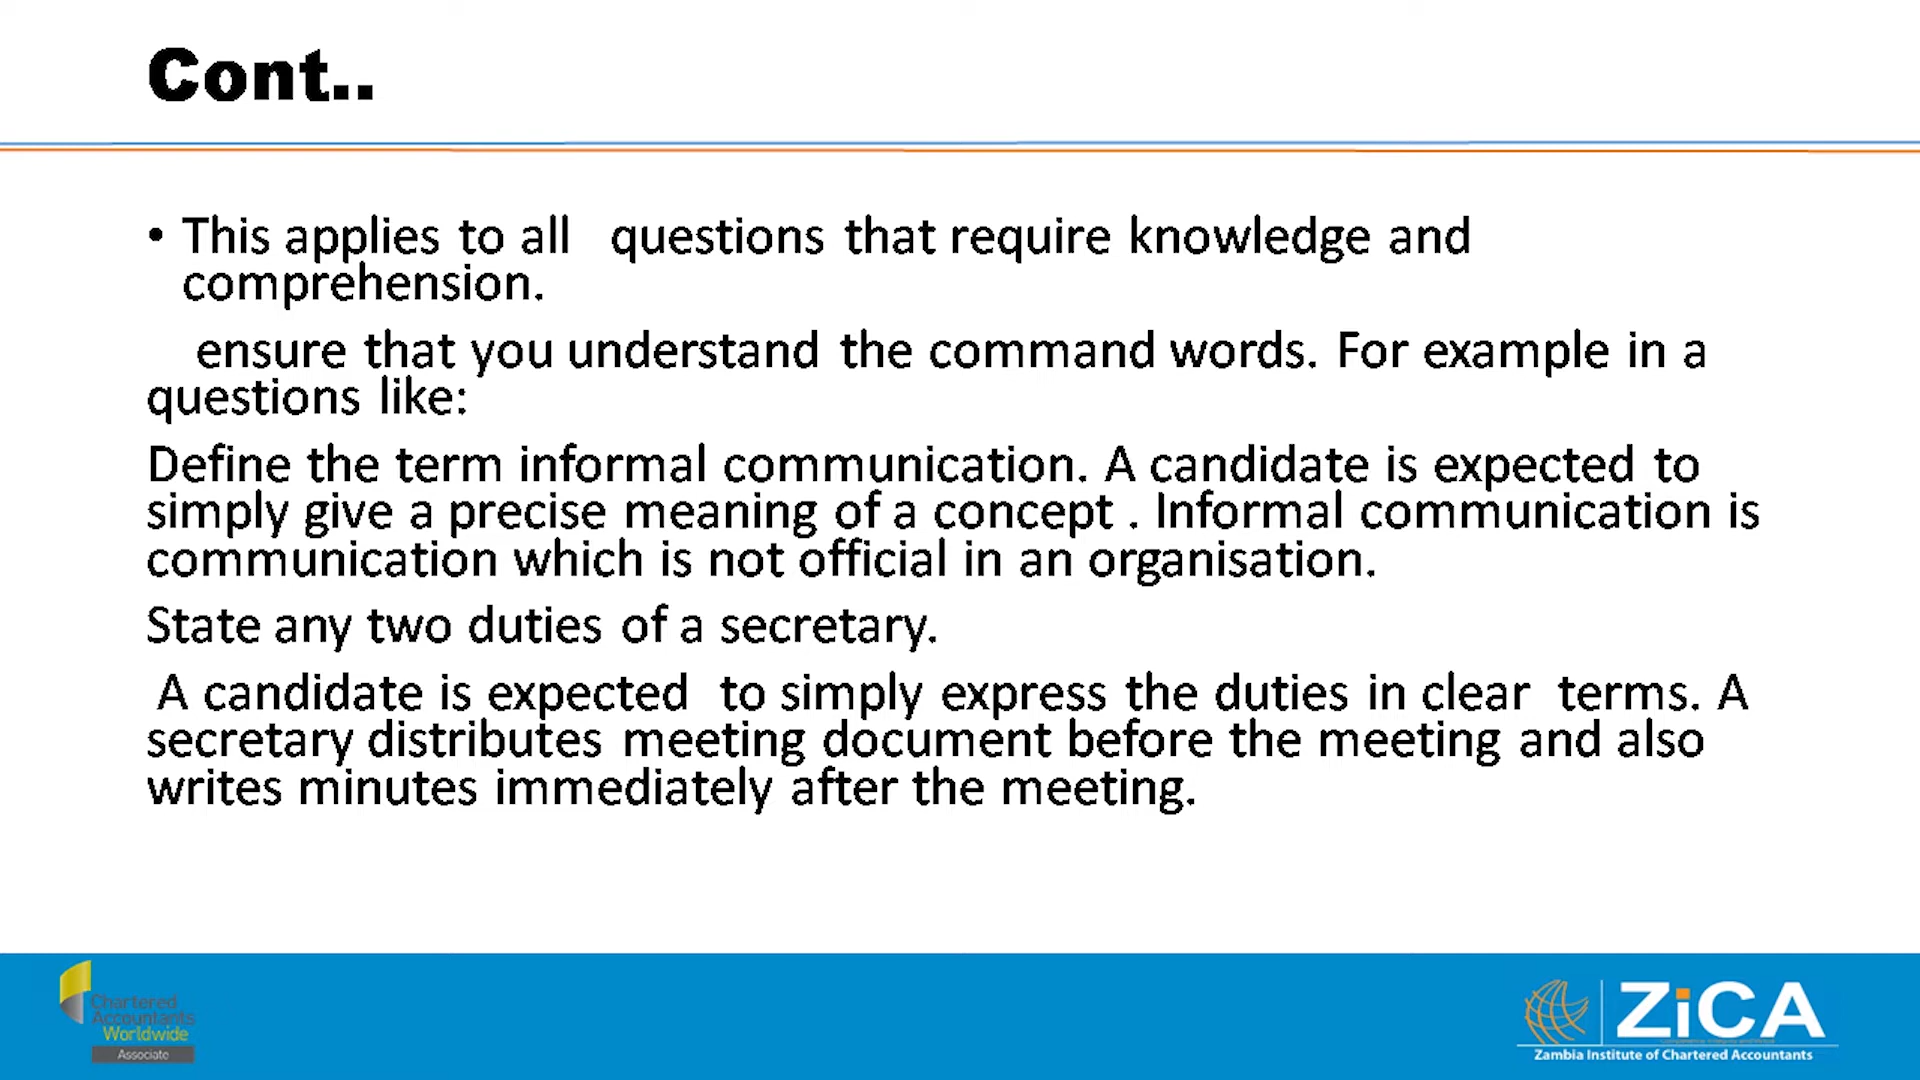 Cont..
• This applies to all questions that require knowledge and
comprehension.
ensure that you understand the command words. For example in a
questions like:
Define the term informal communication. A candidate is expected to
simply give a precise meaning of a concept . Informal communication is
communication which is not official in an organisation.
State any two duties of a secretary.
A candidate is expected to simply express the duties in clear terms. A
secretary distributes meeting document before the meeting and also
writes minutes immediately after the meeting.
Chartered
Accountants
Worldwide
Associate
ZiCA
Zambia Institute of Chartered Accountants